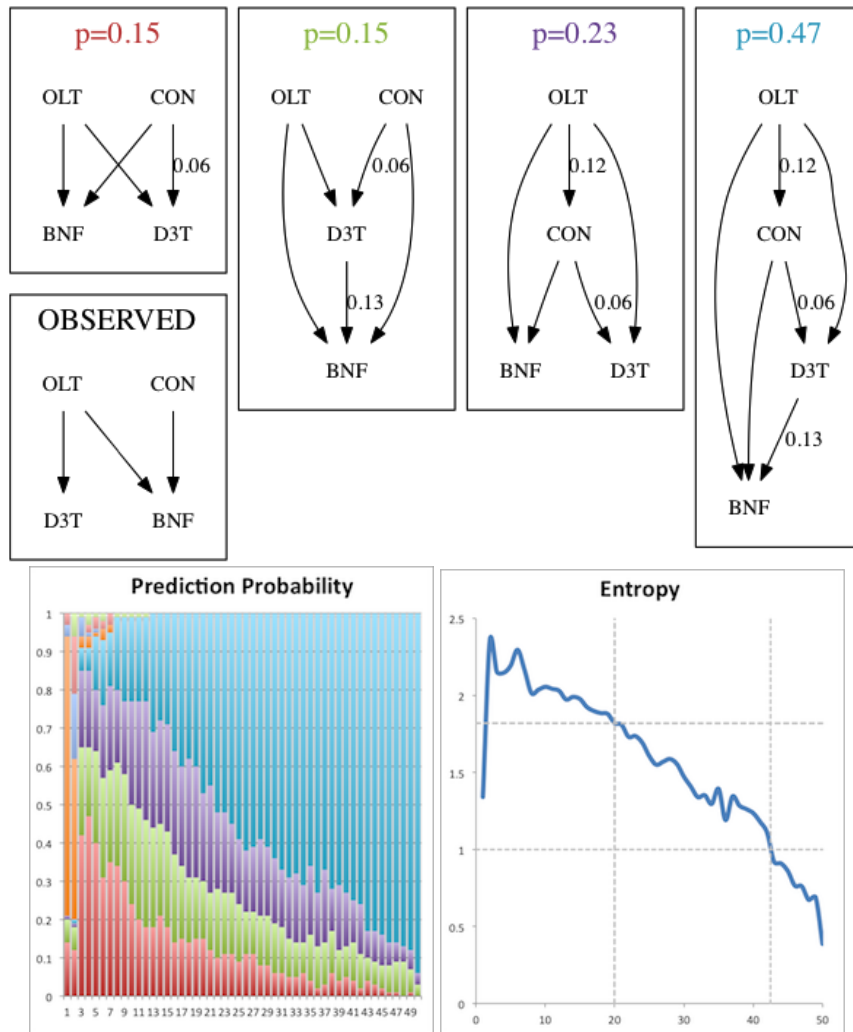 p=0.15
OLT CON
0.06
BNF D3T
p=0.15
OLT CON
0.06
D3T
0.13
BNF
p=0.23
OLT
0.12
CON
0.06
BNF D3T
p=0.47
OLT
0.12
CON
0.06
D3T
0.13
BNF
OBSERVED
OLT CON
D3T BNF
Prediction Probability
1
0.9
0.8
0.7
0.6
0.5
0.4
0.3
0.2
0.1
0
1 3 5 7 9 11 13 15 17 19 21 23 25 27 29 31 33 35 37 39 41 43 45 47 49
Entropy
2.5
2
1.5
1
0.5
0
0 10 20 30 40 50